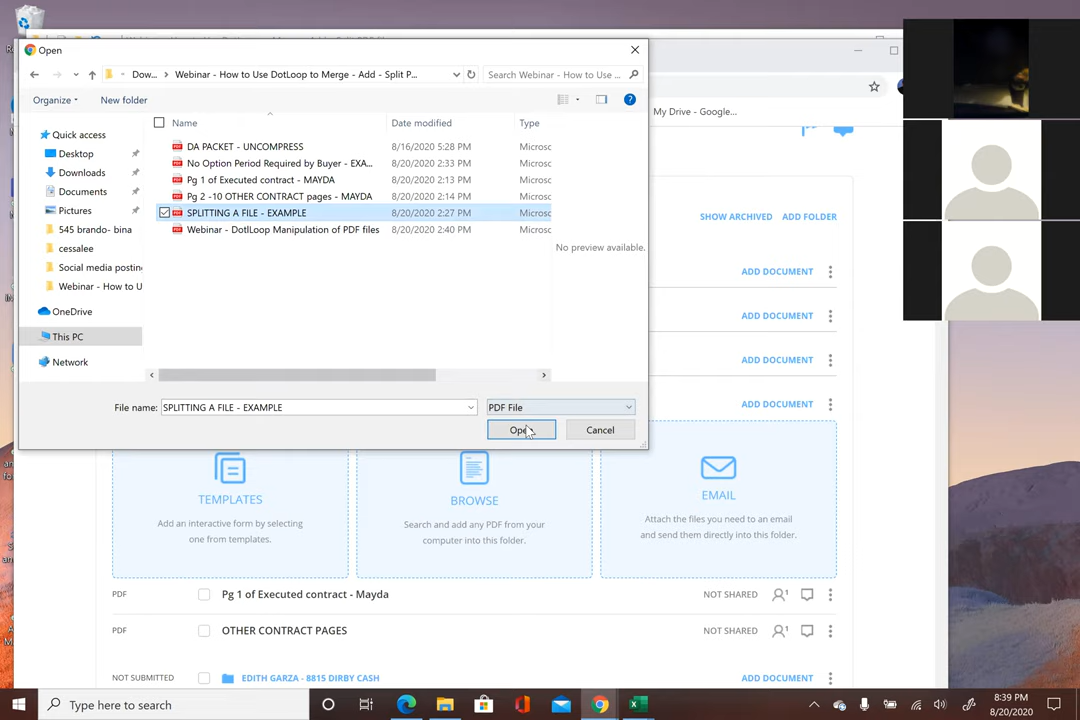 Open
Dow...
Webinar - How to Use DotLoop to Merge - Add - Split P...
Search Webinar - How to Use ...
Organize
New folder
My Drive - Google...
Name
Date modified
Type
Quick access
Desktop
Downloads
Documents
Pictures
545 brando- bina
cessalee
Social media posting
Webinar - How to U
OneDrive
This PC
Network
DA PACKET - UNCOMPRESS 8/16/2020 5:28 PM Microsc
No Option Period Required by Buyer - EXA... 8/20/2020 2:33 PM Microsc
Pg 1 of Executed contract - MAYDA 8/20/2020 2:13 PM Microsc
Pg 2 -10 OTHER CONTRACT pages - MAYDA 8/20/2020 2:14 PM Microsc
SPLITTING A FILE - EXAMPLE 8/20/2020 2:27 PM Microsc
Webinar - DotlLoop Manipulation of PDF files 8/20/2020 2:40 PM Microsc
No preview available.
File name: SPLITTING A FILE - EXAMPLE
PDF File
Open
Cancel
SHOW ARCHIVED ADD FOLDER
ADD DOCUMENT
ADD DOCUMENT
ADD DOCUMENT
ADD DOCUMENT
TEMPLATES
Add an interactive form by selecting
one from templates.
BROWSE
Search and add any PDF from your
computer into this folder.
EMAIL
Attach the files you need to an email
and send them directly into this folder.
PDF Pg 1 of Executed contract - Mayda NOT SHARED
PDF OTHER CONTRACT PAGES NOT SHARED
NOT SUBMITTED EDITH GARZA - 8815 DIRBY CASH ADD DOCUMENT
Type here to search
8:39 PM
8/20/2020